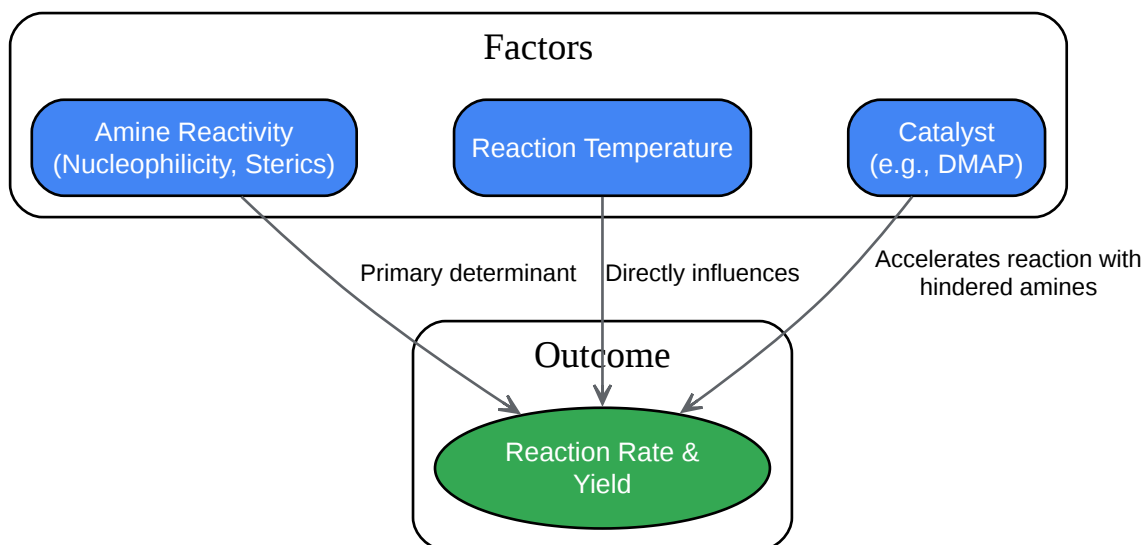 Factors
Amine Reactivity
(Nucleophilicity, Sterics)
Reaction Temperature
Catalyst
(e.g., DMAP)
Primary determinant
Directly influences
Accelerates reaction with
hindered amines
Outcome
Reaction Rate &
Yield